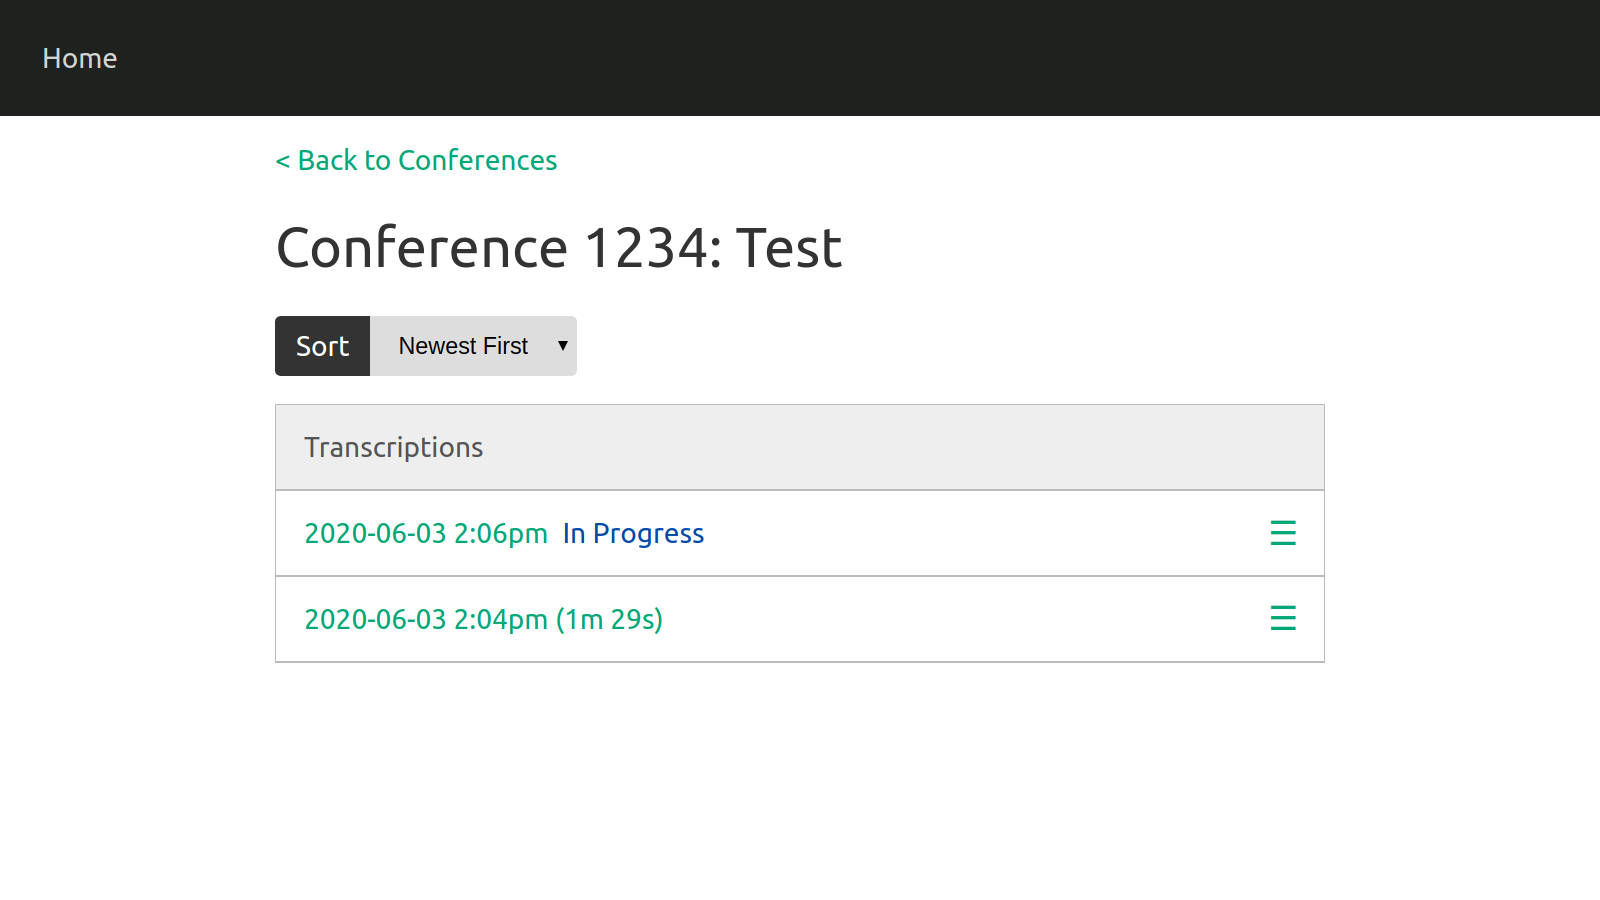 Home
< Back to Conferences
Conference 1234: Test
Sort Newest First
Transcriptions
2020-06-03 2:06pm In Progress
2020-06-03 2:04pm (1m 29s)